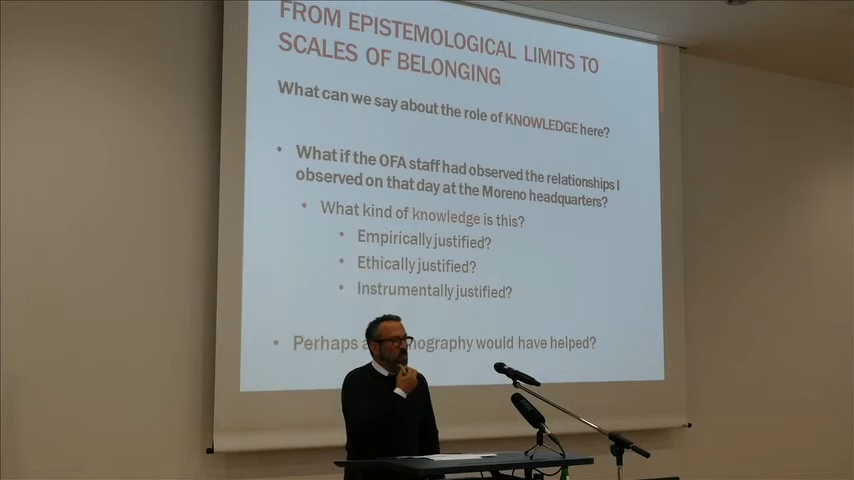 FROM EPISTEMOLOGICAL LIMITS TO
SCALES OF BELONGING
What can we say about the role of KNOWLEDGE here?
• What if the OFA staff had observed the relationships I
observed on that day at the Moreno headquarters?
• What kind of knowledge is this?
• Empirically justified?
• Ethically justified?
• Instrumentally justified?
• Perhaps would have helped?